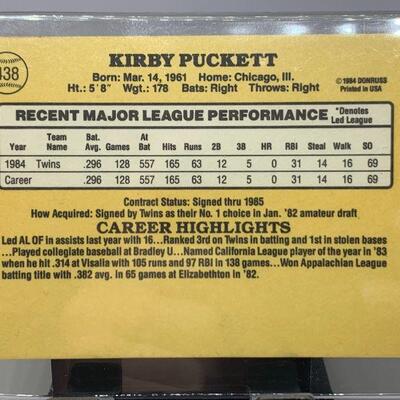 438
KIRBY PUCKETT
©1984 DONRUSS
Printed in USA
Born: Mar. 14, 1961 Home: Chicago, Ill.
Ht.: 5'8" Wgt.: 178 Bats: Right Throws: Right
RECENT MAJOR LEAGUE PERFORMANCE *Denotes Led League
Year Team Name Bat. Avg. Games At Bat Hits Runs 2B 3B HR RBI Steal Walk SO
1984 Twins .296 128 557 165 63 12 5 0 31 14 16 69
Career .296 128 557 165 63 12 5 0 31 14 16 69
Contract Status: Signed thru 1985
How Acquired: Signed by Twins as their No. 1 choice in Jan. '82 amateur draft
CAREER HIGHLIGHTS
Led AL OF in assists last year with 16...Ranked 3rd on Twins in batting and 1st in stolen bases
...Played collegiate baseball at Bradley U...Named California League player of the year in '83
when he hit .314 at Visalia with 105 runs and 97 RBI in 138 games...Won Appalachian League
batting title with .382 avg. in 65 games at Elizabethton in '82.